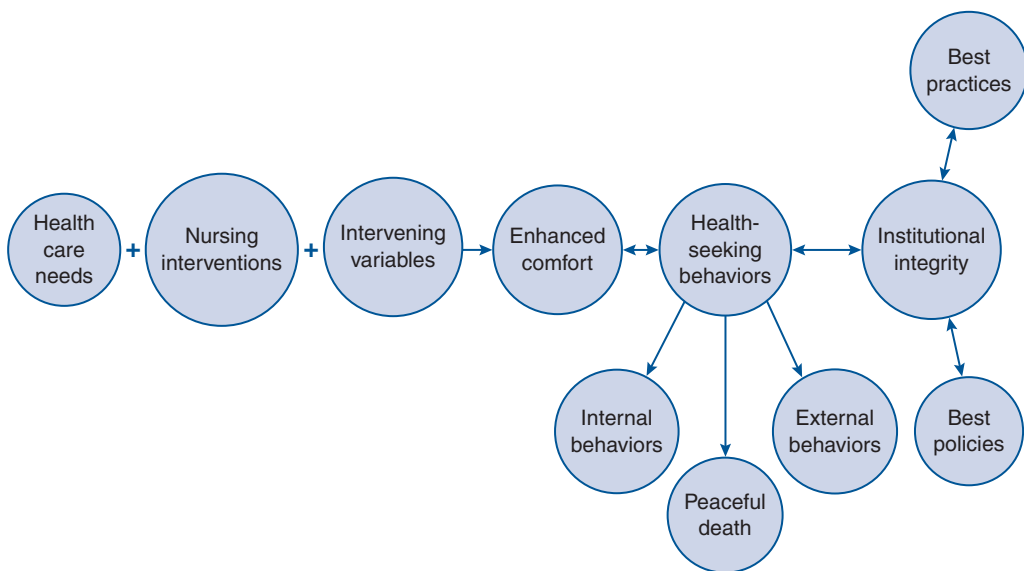 Best
practices
Health
care
needs
+
Nursing
interventions
+
Intervening
variables
Enhanced
comfort
Health-
seeking
behaviors
Institutional
integrity
Internal
behaviors
Peaceful
death
External
behaviors
Best
policies